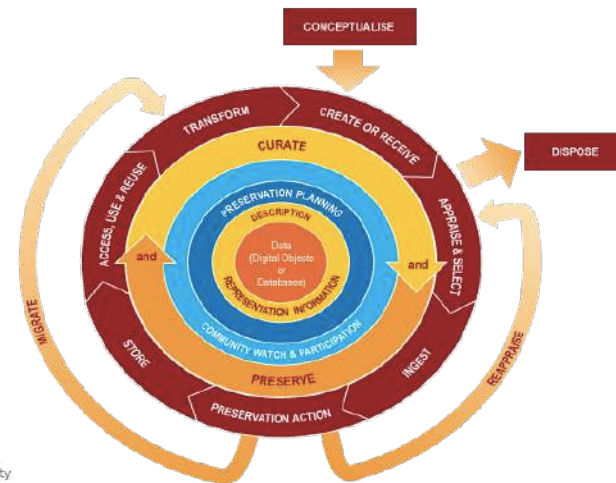 CONCEPTUALISE
CREATE OR RECEIVE
TRANSFORM
DISPOSE
CURATE
ACCESS, USE & REUSE
APPRAISE & SELECT
PRESERVATION PLANNING
DESCRIPTION
Data
(Digital Objects
or
Databases)
and
and
REPRESENTATION INFORMATION
COMMUNITY WATCH & PARTICIPATION
MIGRATE
STORE
INGEST
REAPPRAISE
PRESERVE
PRESERVATION ACTION
ty